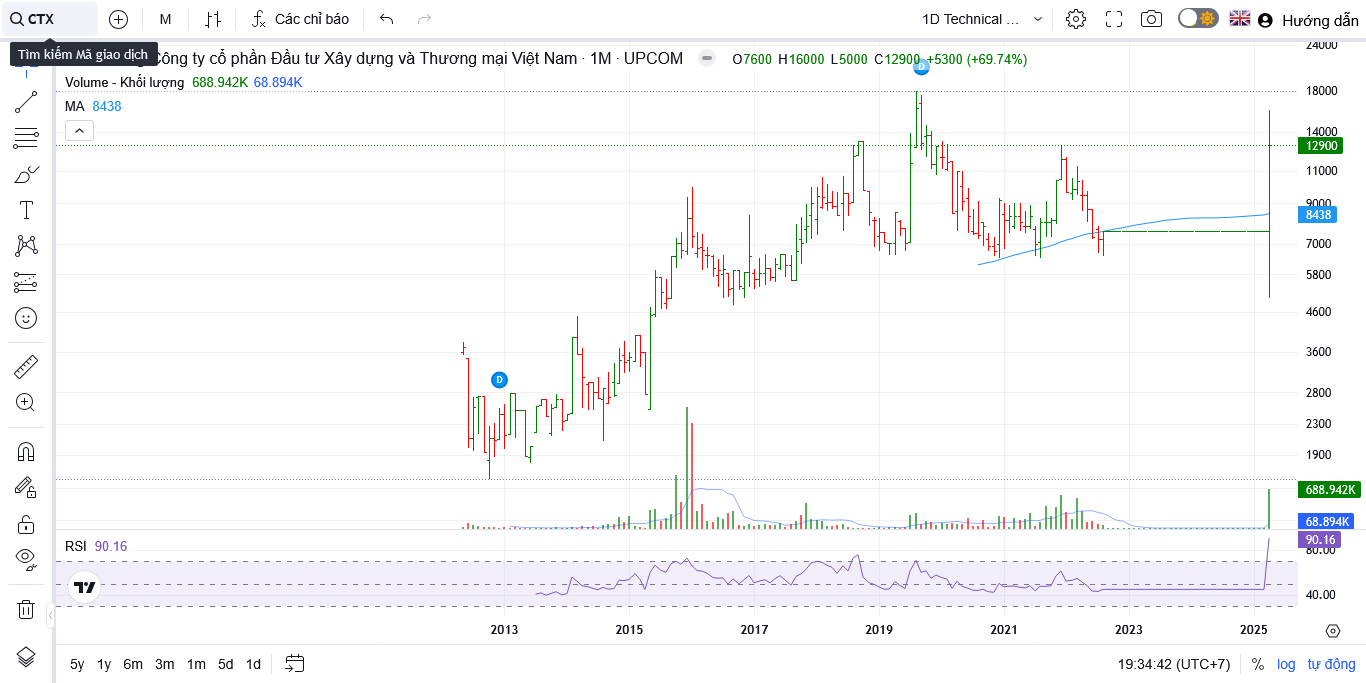 CTX
M
Các chỉ báo
1D Technical ...
Hướng dẫn
Tìm kiếm Mã giao dịch
Công ty cổ phần Đầu tư Xây dựng và Thương mại Việt Nam · 1M · UPCOM
O7600 H16000 L5000 C12900 +5300 (+69.74%)
Volume - Khối lượng 688.942K 68.894K
MA 8438
D
D
24000
18000
14000
12900
11000
9000
8438
7000
5800
4600
3600
2800
2300
1900
688.942K
68.894K
RSI 90.16
90.16
80.00
40.00
2013 2015 2017 2019 2021 2023 2025
5y 1y 6m 3m 1m 5d 1d
19:34:42 (UTC+7) % log tự động